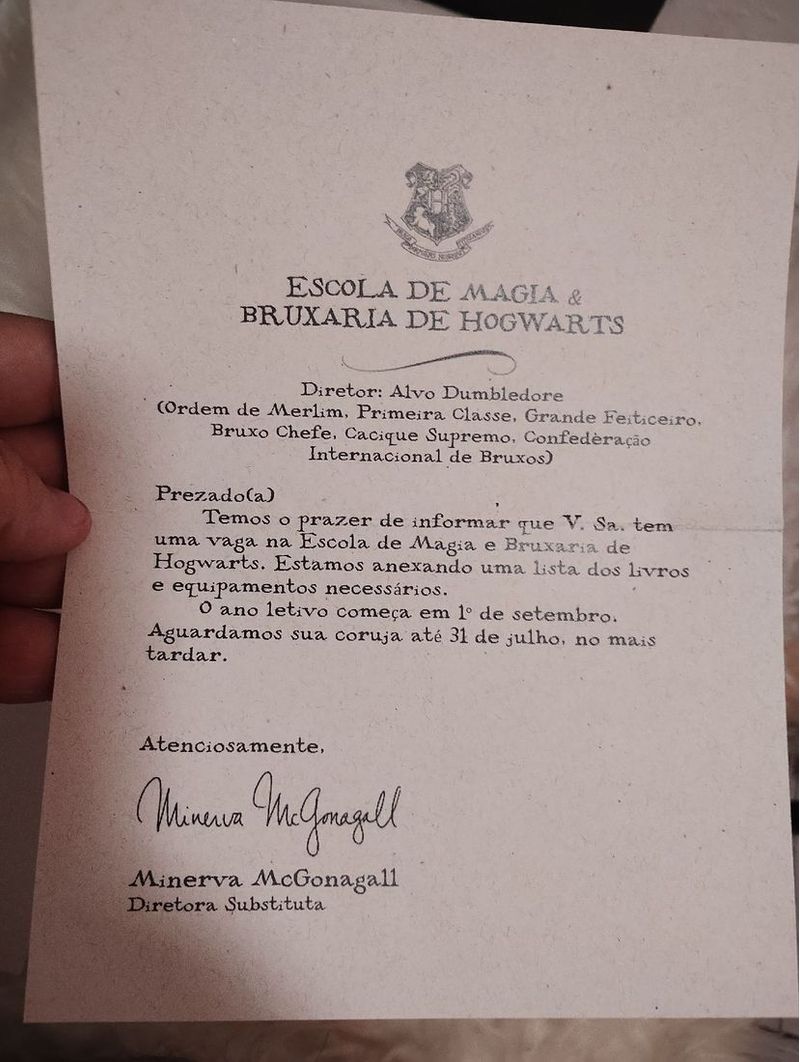 ESCOLA DE MAGIA &
BRUXARIA DE HOGWARTS
Diretor: Alvo Dumbledore
(Ordem de Merlim, Primeira Classe, Grande Feiticeiro,
Bruxo Chefe, Cacique Supremo, Confederação
Internacional de Bruxos)
Prezado(a)
Temos o prazer de informar que V. Sa. tem
uma vaga na Escola de Magia e Bruxaria de
Hogwarts. Estamos anexando uma lista dos livros
e equipamentos necessários.
O ano letivo começa em 1º de setembro.
Aguardamos sua coruja até 31 de julho, no mais
tardar.
Atenciosamente,
Minerva McGonagall
Minerva McGonagall
Diretora Substituta